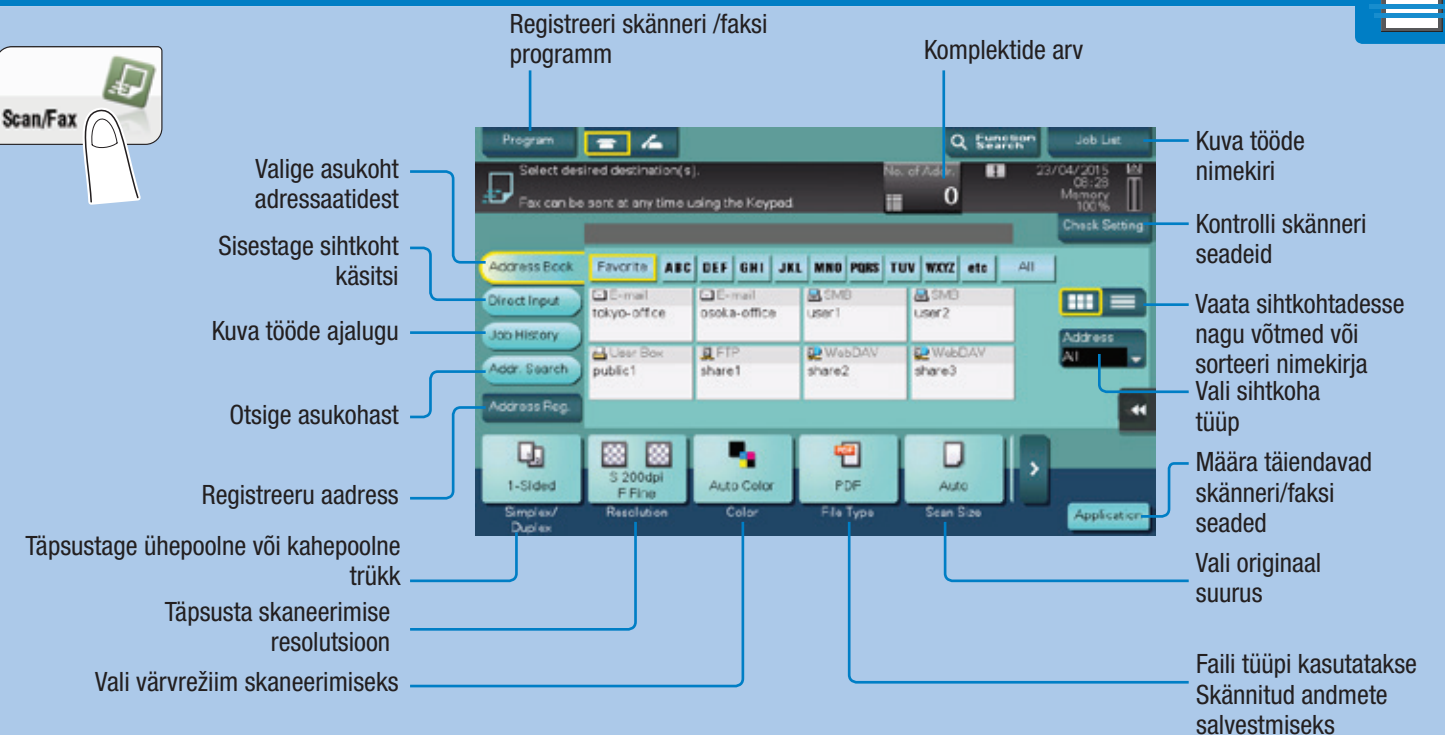 Registreeri skänneri /faksi
programm
Komplektide arv
Scan/Fax
Valige asukoht
adressaatidest
Sisestage sihtkoht
käsitsi
Kuva tööde ajalugu
Otsige asukohast
Registreeru aadress
Täpsustage ühepoolne või kahepoolne
trükk
Täpsusta skaneerimise
resolutsioon
Vali värvrežiim skaneerimiseks
Program
Function
Search
Job List
Select desired destination(s).
No. of Addr.
0
23/04/2015
08:28
Memory
100%
Fax can be sent at any time using the Keypad
Check Setting
Address Book
Favorite ABC DEF GHI JKL MNO PQRS TUV WXYZ etc All
Direct Input
E-mail E-mail SMB SMB
tokyo-office osoka-office user1 user2
Job History
User Box FTP WebDAV WebDAV
public1 share1 share2 share3
Addr. Search
Address Reg.
Address
All
1-Sided
S 200dpi
F Fine
Auto Color
PDF
PDF
Auto
Simplex/
Duplex
Resolution
Color
File Type
Scan Size
Application
Kuva tööde
nimekiri
Kontrolli skänneri
seadeid
Vaata sihtkohtadesse
nagu võtmed või
sorteeri nimekirja
Vali sihtkoha
tüüp
Määra täiendavad
skänneri/faksi
seaded
Vali originaal
suurus
Faili tüüpi kasutatakse
Skännitud andmete
salvestmiseks